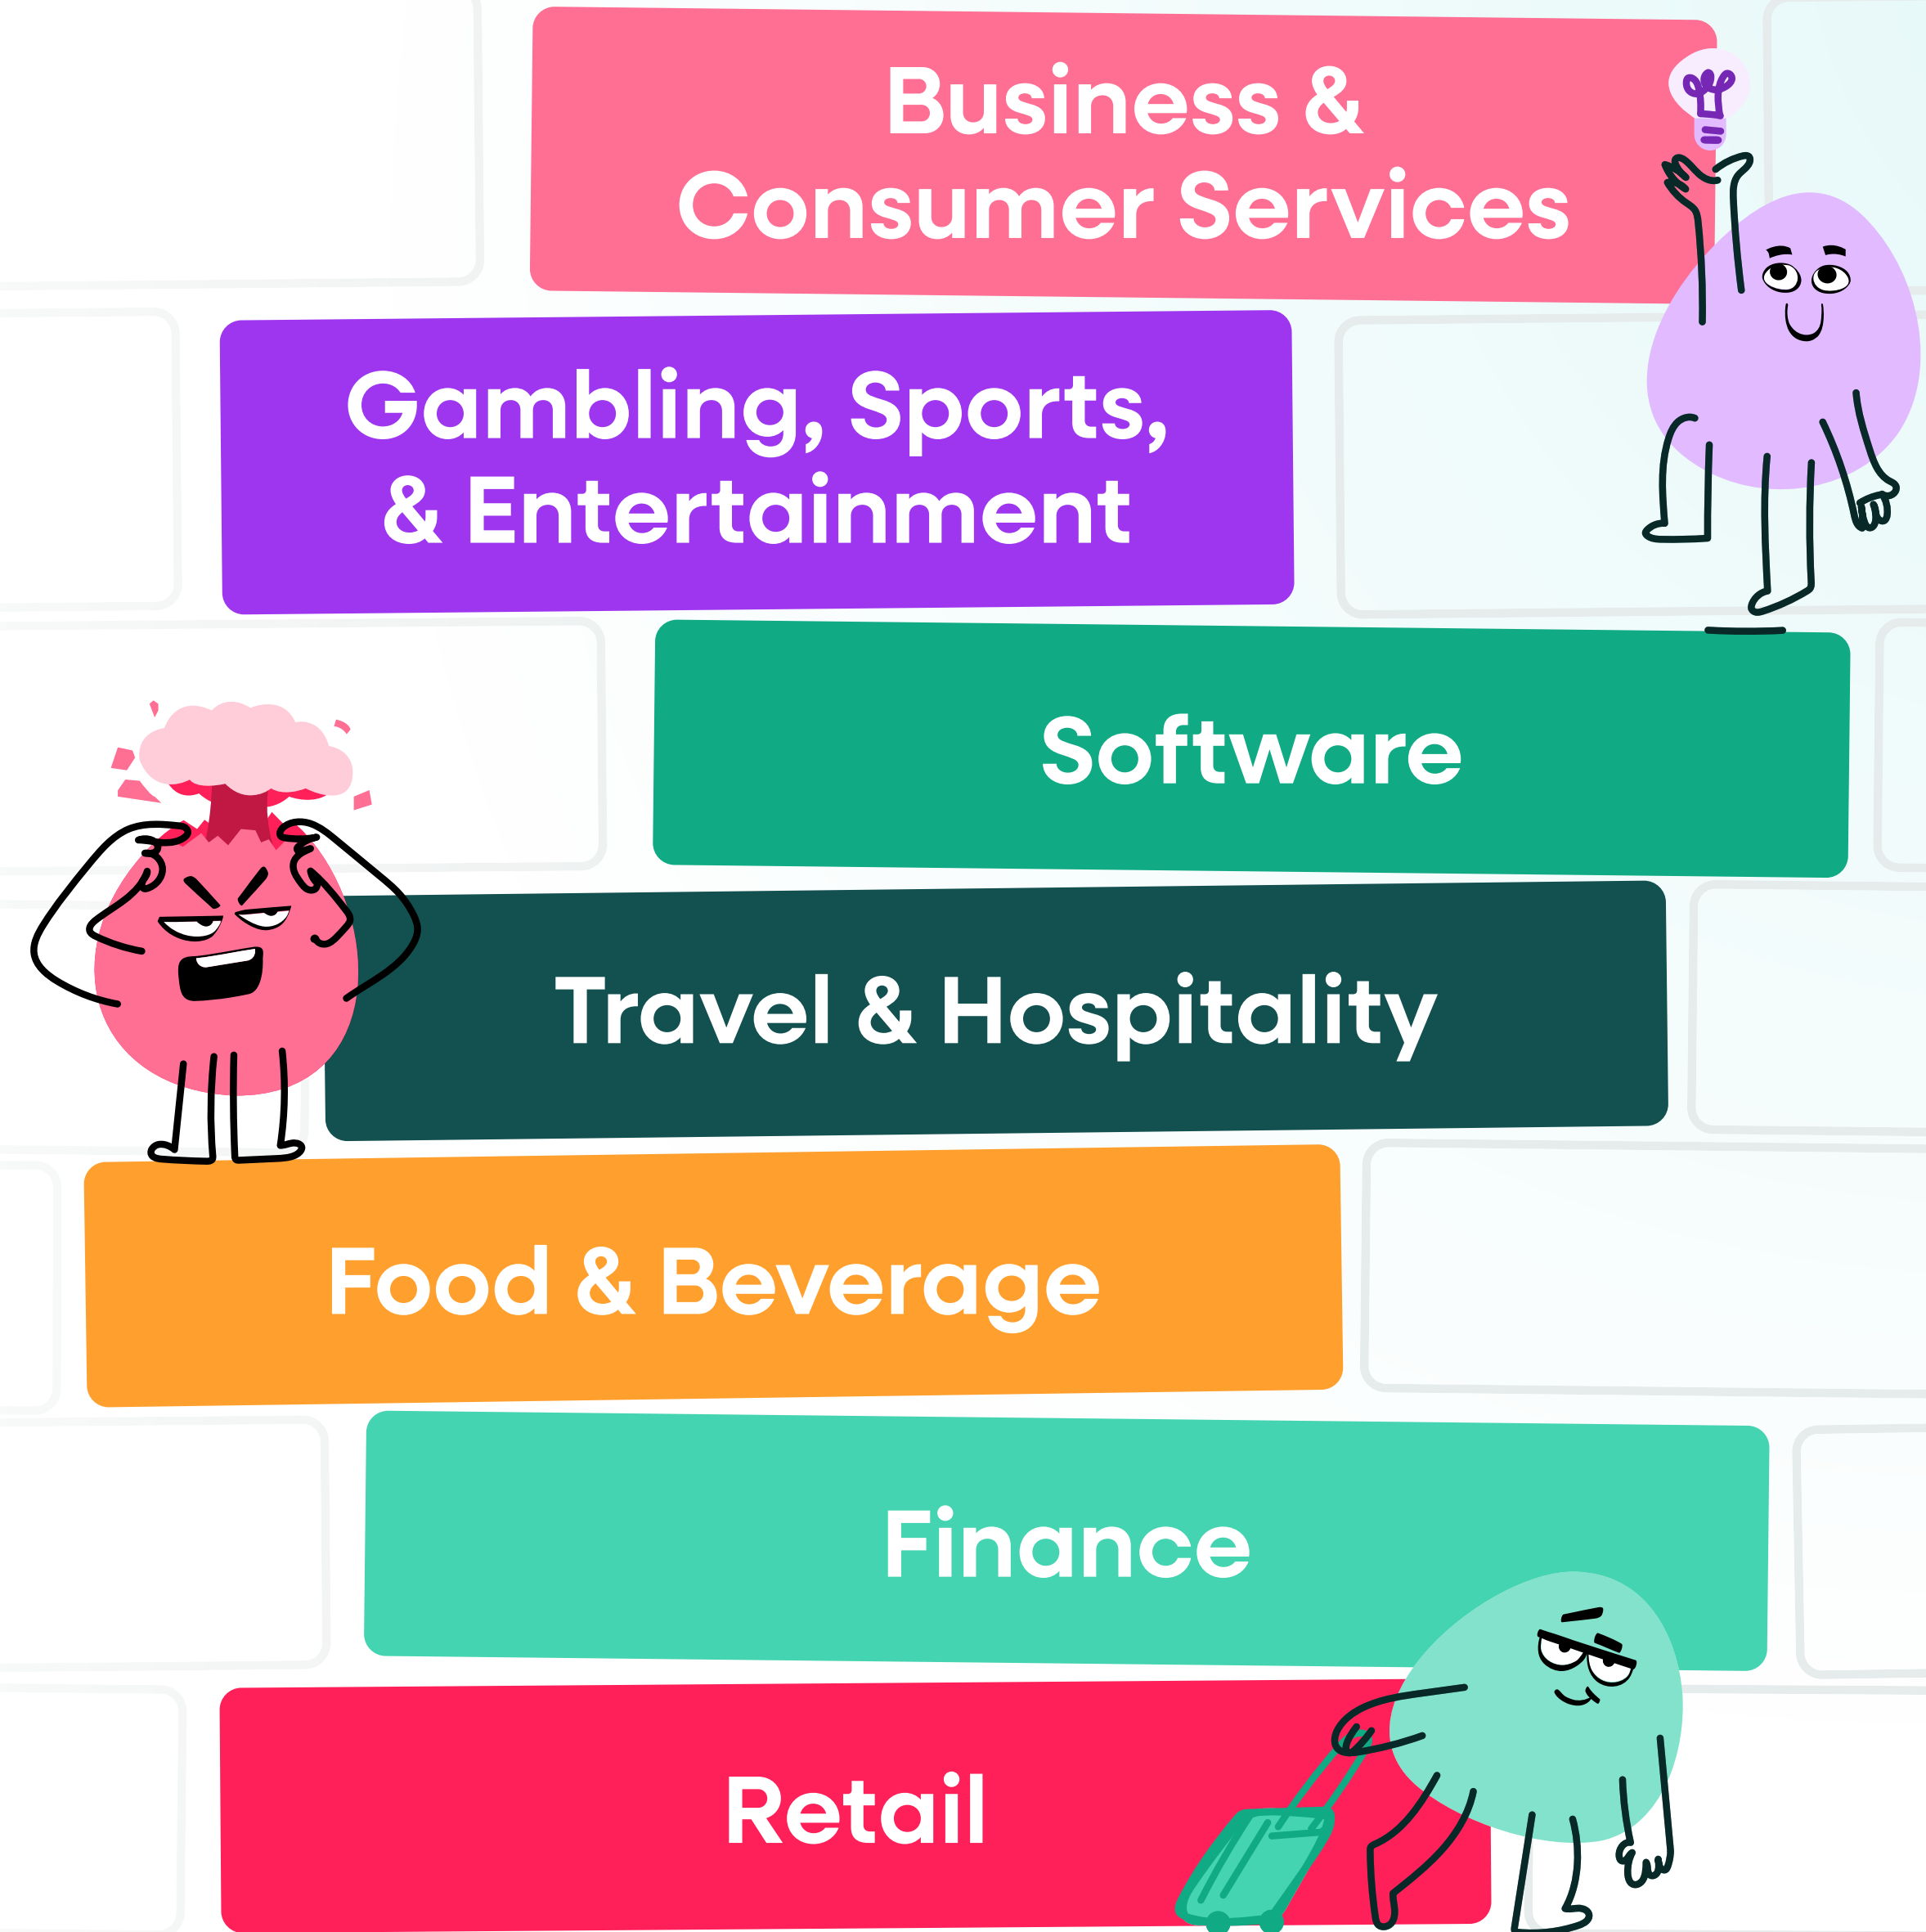 Business &
Consumer Services
Gambling, Sports,
& Entertainment
Software
Travel & Hospitality
Food & Beverage
Finance
Retail